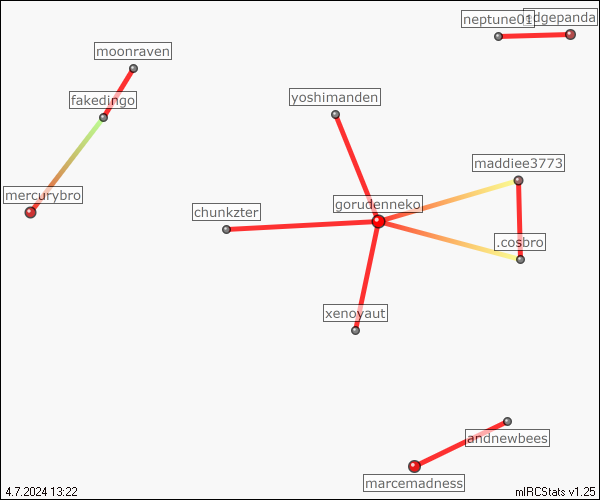 neptune01
dgepanda
moonraven
fakedingo
yoshimanden
maddiee3773
mercurybro
gorudenneko
chunkzter
.cosbro
xenoyaut
andnewbees
marcemadness
4.7.2024 13:22
mIRCStats v1.25